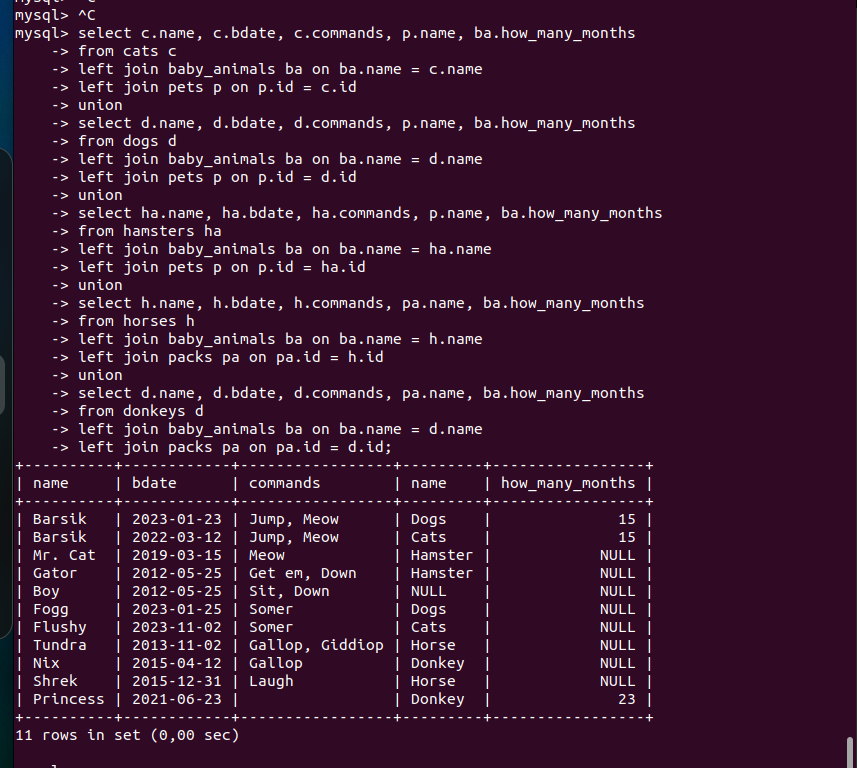 mysql> ^C
mysql> select c.name, c.bdate, c.commands, p.name, ba.how_many_months
    -> from cats c
    -> left join baby_animals ba on ba.name = c.name
    -> left join pets p on p.id = c.id
    -> union
    -> select d.name, d.bdate, d.commands, p.name, ba.how_many_months
    -> from dogs d
    -> left join baby_animals ba on ba.name = d.name
    -> left join pets p on p.id = d.id
    -> union
    -> select ha.name, ha.bdate, ha.commands, p.name, ba.how_many_months
    -> from hamsters ha
    -> left join baby_animals ba on ba.name = ha.name
    -> left join pets p on p.id = ha.id
    -> union
    -> select h.name, h.bdate, h.commands, pa.name, ba.how_many_months
    -> from horses h
    -> left join baby_animals ba on ba.name = h.name
    -> left join packs pa on pa.id = h.id
    -> union
    -> select d.name, d.bdate, d.commands, pa.name, ba.how_many_months
    -> from donkeys d
    -> left join baby_animals ba on ba.name = d.name
    -> left join packs pa on pa.id = d.id;
+----------+------------+-----------------+---------+-----------------+
| name     | bdate      | commands        | name    | how_many_months |
+----------+------------+-----------------+---------+-----------------+
| Barsik   | 2023-01-23 | Jump, Meow      | Dogs    |              15 |
| Barsik   | 2022-03-12 | Jump, Meow      | Cats    |              15 |
| Mr. Cat  | 2019-03-15 | Meow            | Hamster |            NULL |
| Gator    | 2012-05-25 | Get em, Down    | Hamster |            NULL |
| Boy      | 2012-05-25 | Sit, Down       | NULL    |            NULL |
| Fogg     | 2023-01-25 | Somer           | Dogs    |            NULL |
| Flushy   | 2023-11-02 | Somer           | Cats    |            NULL |
| Tundra   | 2013-11-02 | Gallop, Giddiop | Horse   |            NULL |
| Nix      | 2015-04-12 | Gallop          | Donkey  |            NULL |
| Shrek    | 2015-12-31 | Laugh           | Horse   |            NULL |
| Princess | 2021-06-23 |                 | Donkey  |              23 |
+----------+------------+-----------------+---------+-----------------+
11 rows in set (0,00 sec)